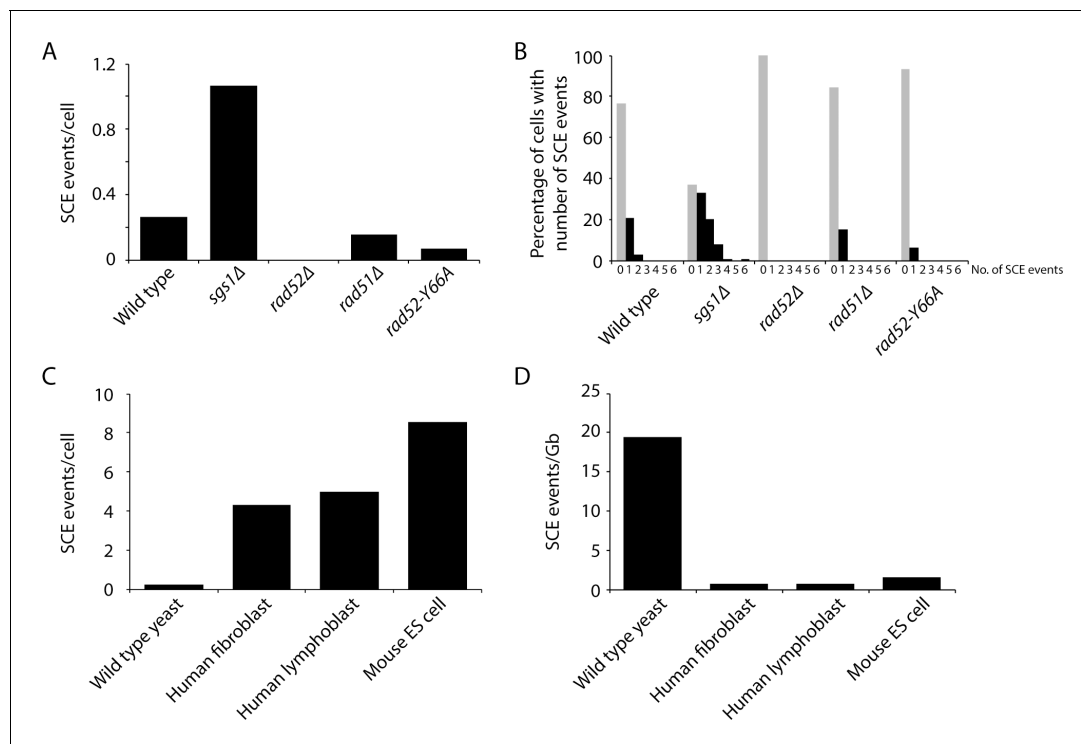 A
SCE events/cell
1.2
0.8
0.4
0
Wild type
sgs1Δ
rad52Δ
rad51Δ
rad52-Y66A
B
Percentage of cells with
number of SCE events
100
80
60
40
20
0
0 1 2 3 4 5 6 0 1 2 3 4 5 6 0 1 2 3 4 5 6 0 1 2 3 4 5 6 0 1 2 3 4 5 6 No. of SCE events
Wild type
sgs1Δ
rad52Δ
rad51Δ
rad52-Y66A
C
SCE events/cell
10
8
6
4
2
0
Wild type yeast
Human fibroblast
Human lymphoblast
Mouse ES cell
D
SCE events/Gb
25
20
15
10
5
0
Wild type yeast
Human fibroblast
Human lymphoblast
Mouse ES cell